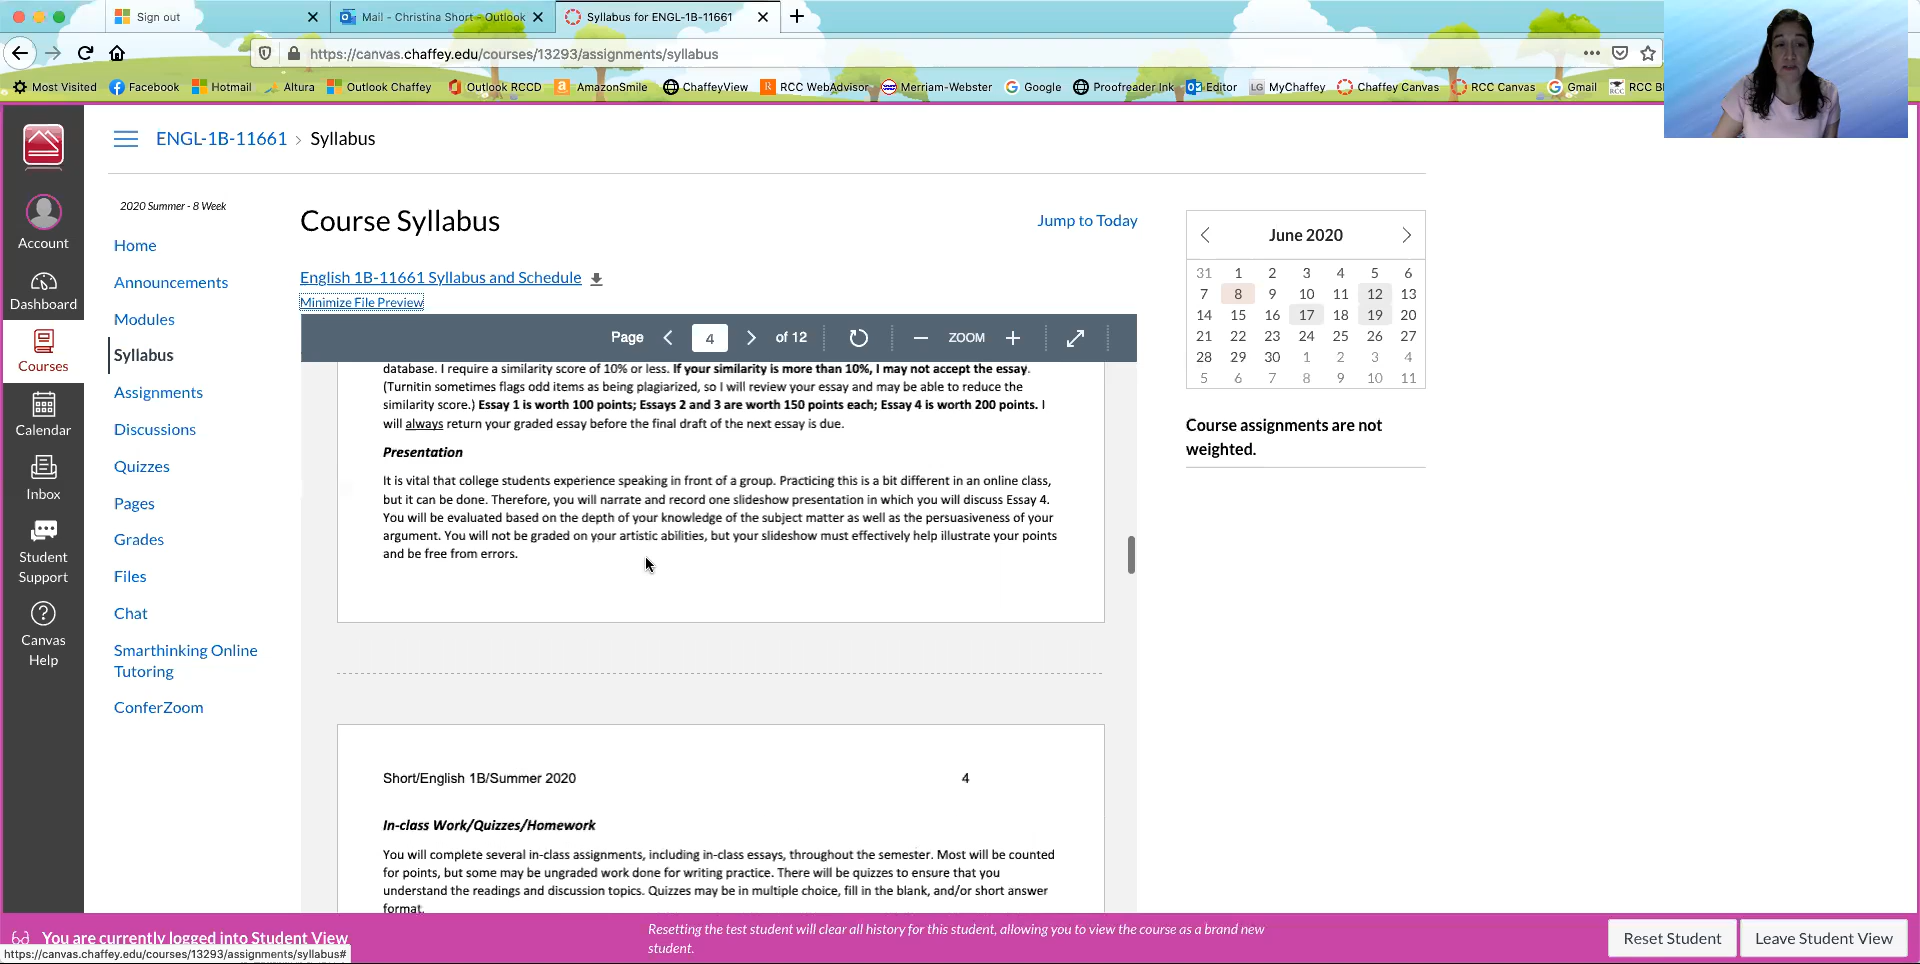 Sign out
Mail - Christina Short - Outlook
Syllabus for ENGL-1B-11661
https://canvas.chaffey.edu/courses/13293/assignments/syllabus
Most Visited
Facebook
Hotmail
Altura
Outlook Chaffey
Outlook RCCD
AmazonSmile
ChaffeyView
RCC WebAdvisor
Merriam-Webster
Google
Proofreader Ink
Editor
LG MyChaffey
Chaffey Canvas
RCC Canvas
Gmail
RCC Bl
ENGL-1B-11661 › Syllabus
Account
Dashboard
Courses
Calendar
Inbox
Student
Support
Canvas
Help
2020 Summer - 8 Week
Home
Announcements
Modules
Syllabus
Assignments
Discussions
Quizzes
Pages
Grades
Files
Chat
Smarthinking Online
Tutoring
ConferZoom
Course Syllabus
Jump to Today
English 1B-11661 Syllabus and Schedule
Minimize File Preview
Page 4 of 12 ZOOM
database. I require a similarity score of 10% or less. If your similarity is more than 10%, I may not accept the essay.
(Turnitin sometimes flags odd items as being plagiarized, so I will review your essay and may be able to reduce the
similarity score.) Essay 1 is worth 100 points; Essays 2 and 3 are worth 150 points each; Essay 4 is worth 200 points. I
will always return your graded essay before the final draft of the next essay is due.
Presentation
It is vital that college students experience speaking in front of a group. Practicing this is a bit different in an online class,
but it can be done. Therefore, you will narrate and record one slideshow presentation in which you will discuss Essay 4.
You will be evaluated based on the depth of your knowledge of the subject matter as well as the persuasiveness of your
argument. You will not be graded on your artistic abilities, but your slideshow must effectively help illustrate your points
and be free from errors.
Short/English 1B/Summer 2020 4
In-class Work/Quizzes/Homework
You will complete several in-class assignments, including in-class essays, throughout the semester. Most will be counted
for points, but some may be ungraded work done for writing practice. There will be quizzes to ensure that you
understand the readings and discussion topics. Quizzes may be in multiple choice, fill in the blank, and/or short answer
format.
June 2020
31 1 2 3 4 5 6
7 8 9 10 11 12 13
14 15 16 17 18 19 20
21 22 23 24 25 26 27
28 29 30 1 2 3 4
5 6 7 8 9 10 11
Course assignments are not
weighted.
You are currently logged into Student View
https://canvas.chaffey.edu/courses/13293/assignments/syllabus#
Resetting the test student will clear all history for this student, allowing you to view the course as a brand new
student.
Reset Student
Leave Student View